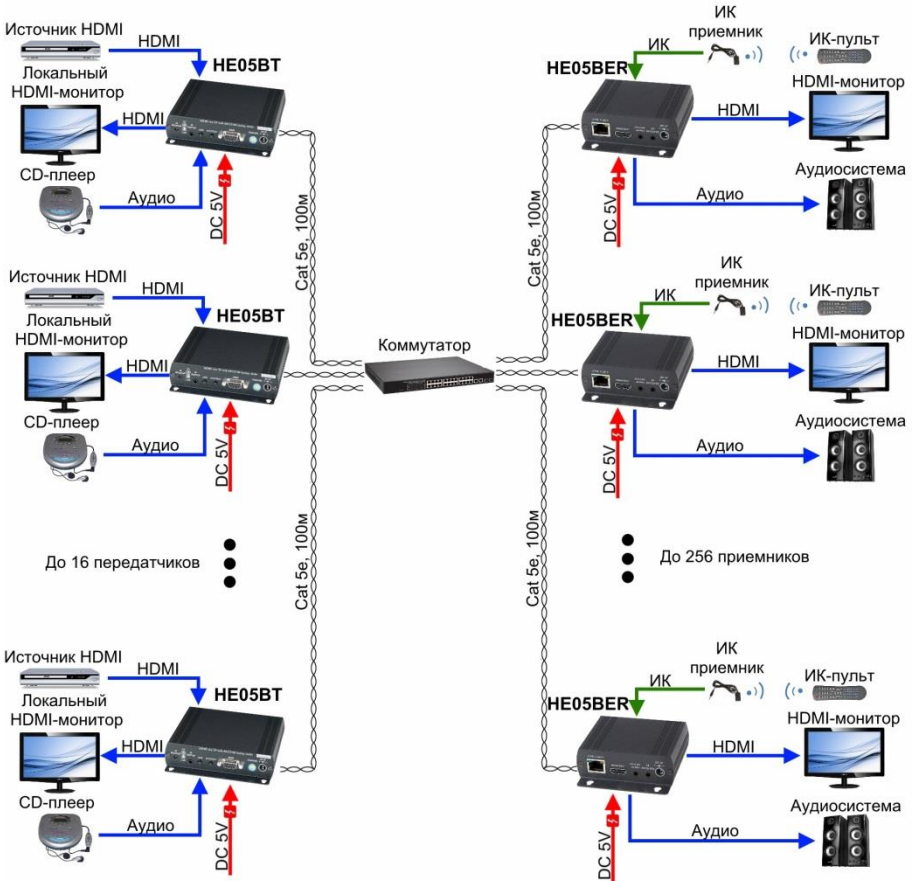 Источник HDMI
HDMI
Локальный
HDMI-монитор
HE05BT
HDMI
CD-плеер
Аудио
DC 5V
Cat 5e, 100м
ИК
приемник
ИК
ИК-пульт
HE05BER
HDMI-монитор
HDMI
Аудиосистема
Аудио
DC 5V
Cat 5e, 100м
Источник HDMI
HDMI
Локальный
HDMI-монитор
HE05BT
HDMI
CD-плеер
Аудио
DC 5V
Коммутатор
ИК
приемник
ИК
ИК-пульт
HE05BER
HDMI-монитор
HDMI
Аудиосистема
Аудио
DC 5V
До 16 передатчиков
Cat 5e, 100м
Cat 5e, 100м
До 256 приемников
Источник HDMI
HDMI
Локальный
HDMI-монитор
HE05BT
HDMI
CD-плеер
Аудио
DC 5V
ИК
приемник
ИК
ИК-пульт
HE05BER
HDMI-монитор
HDMI
Аудиосистема
Аудио
DC 5V